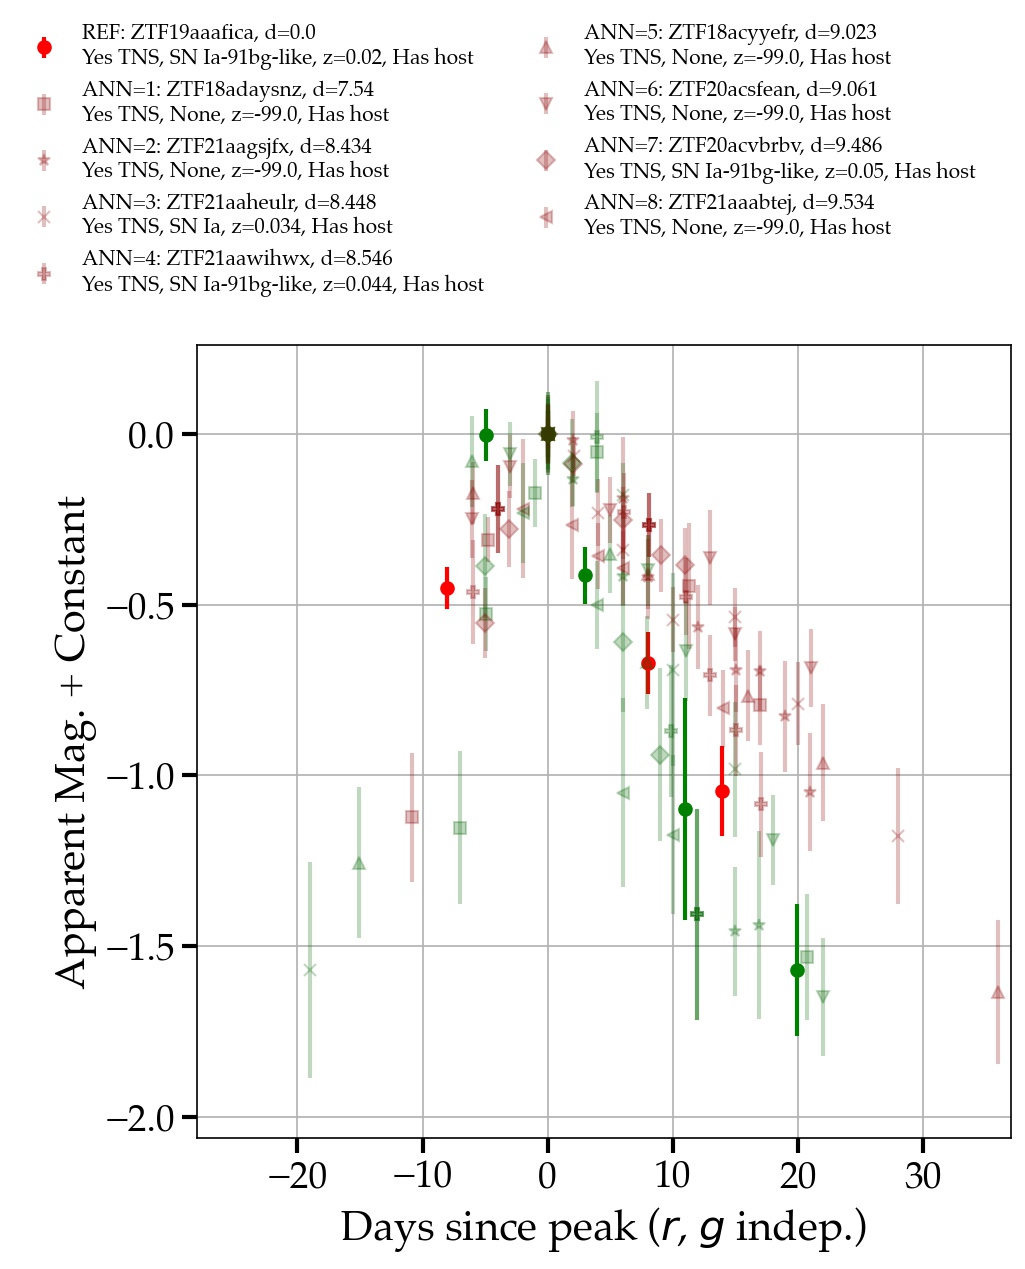 REF: ZTF19aaafica, d=0.0
Yes TNS, SN Ia-91bg-like, z=0.02, Has host
ANN=1: ZTF18adaysnz, d=7.54
Yes TNS, None, z=-99.0, Has host
ANN=2: ZTF21aagsjfx, d=8.434
Yes TNS, None, z=-99.0, Has host
ANN=3: ZTF21aaheulr, d=8.448
Yes TNS, SN Ia, z=0.034, Has host
ANN=4: ZTF21aawihwx, d=8.546
Yes TNS, SN Ia-91bg-like, z=0.044, Has host
ANN=5: ZTF18acyyefr, d=9.023
Yes TNS, None, z=-99.0, Has host
ANN=6: ZTF20acsfean, d=9.061
Yes TNS, None, z=-99.0, Has host
ANN=7: ZTF20acvbrbv, d=9.486
Yes TNS, SN Ia-91bg-like, z=0.05, Has host
ANN=8: ZTF21aaabtej, d=9.534
Yes TNS, None, z=-99.0, Has host
Apparent Mag. + Constant
0.0
−0.5
−1.0
−1.5
−2.0
−20 −10 0 10 20 30
Days since peak (r, g indep.)